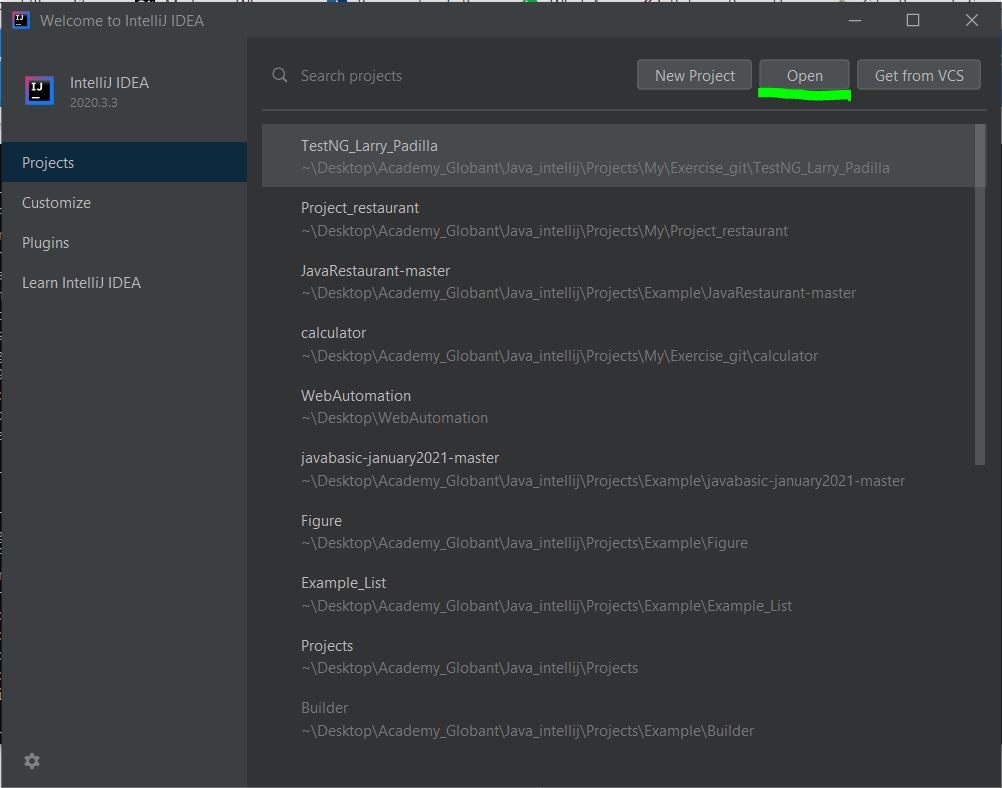 Welcome to IntelliJ IDEA
IntelliJ IDEA
2020.3.3
Projects
Customize
Plugins
Learn IntelliJ IDEA
Search projects
New Project
Open
Get from VCS
TestNG_Larry_Padilla
~\Desktop\Academy_Globant\Java_intellij\Projects\My\Exercise_git\TestNG_Larry_Padilla
Project_restaurant
~\Desktop\Academy_Globant\Java_intellij\Projects\My\Project_restaurant
JavaRestaurant-master
~\Desktop\Academy_Globant\Java_intellij\Projects\Example\JavaRestaurant-master
calculator
~\Desktop\Academy_Globant\Java_intellij\Projects\My\Exercise_git\calculator
WebAutomation
~\Desktop\WebAutomation
javabasic-january2021-master
~\Desktop\Academy_Globant\Java_intellij\Projects\Example\javabasic-january2021-master
Figure
~\Desktop\Academy_Globant\Java_intellij\Projects\Example\Figure
Example_List
~\Desktop\Academy_Globant\Java_intellij\Projects\Example\Example_List
Projects
~\Desktop\Academy_Globant\Java_intellij\Projects
Builder
~\Desktop\Academy_Globant\Java_intellij\Projects\Example\Builder